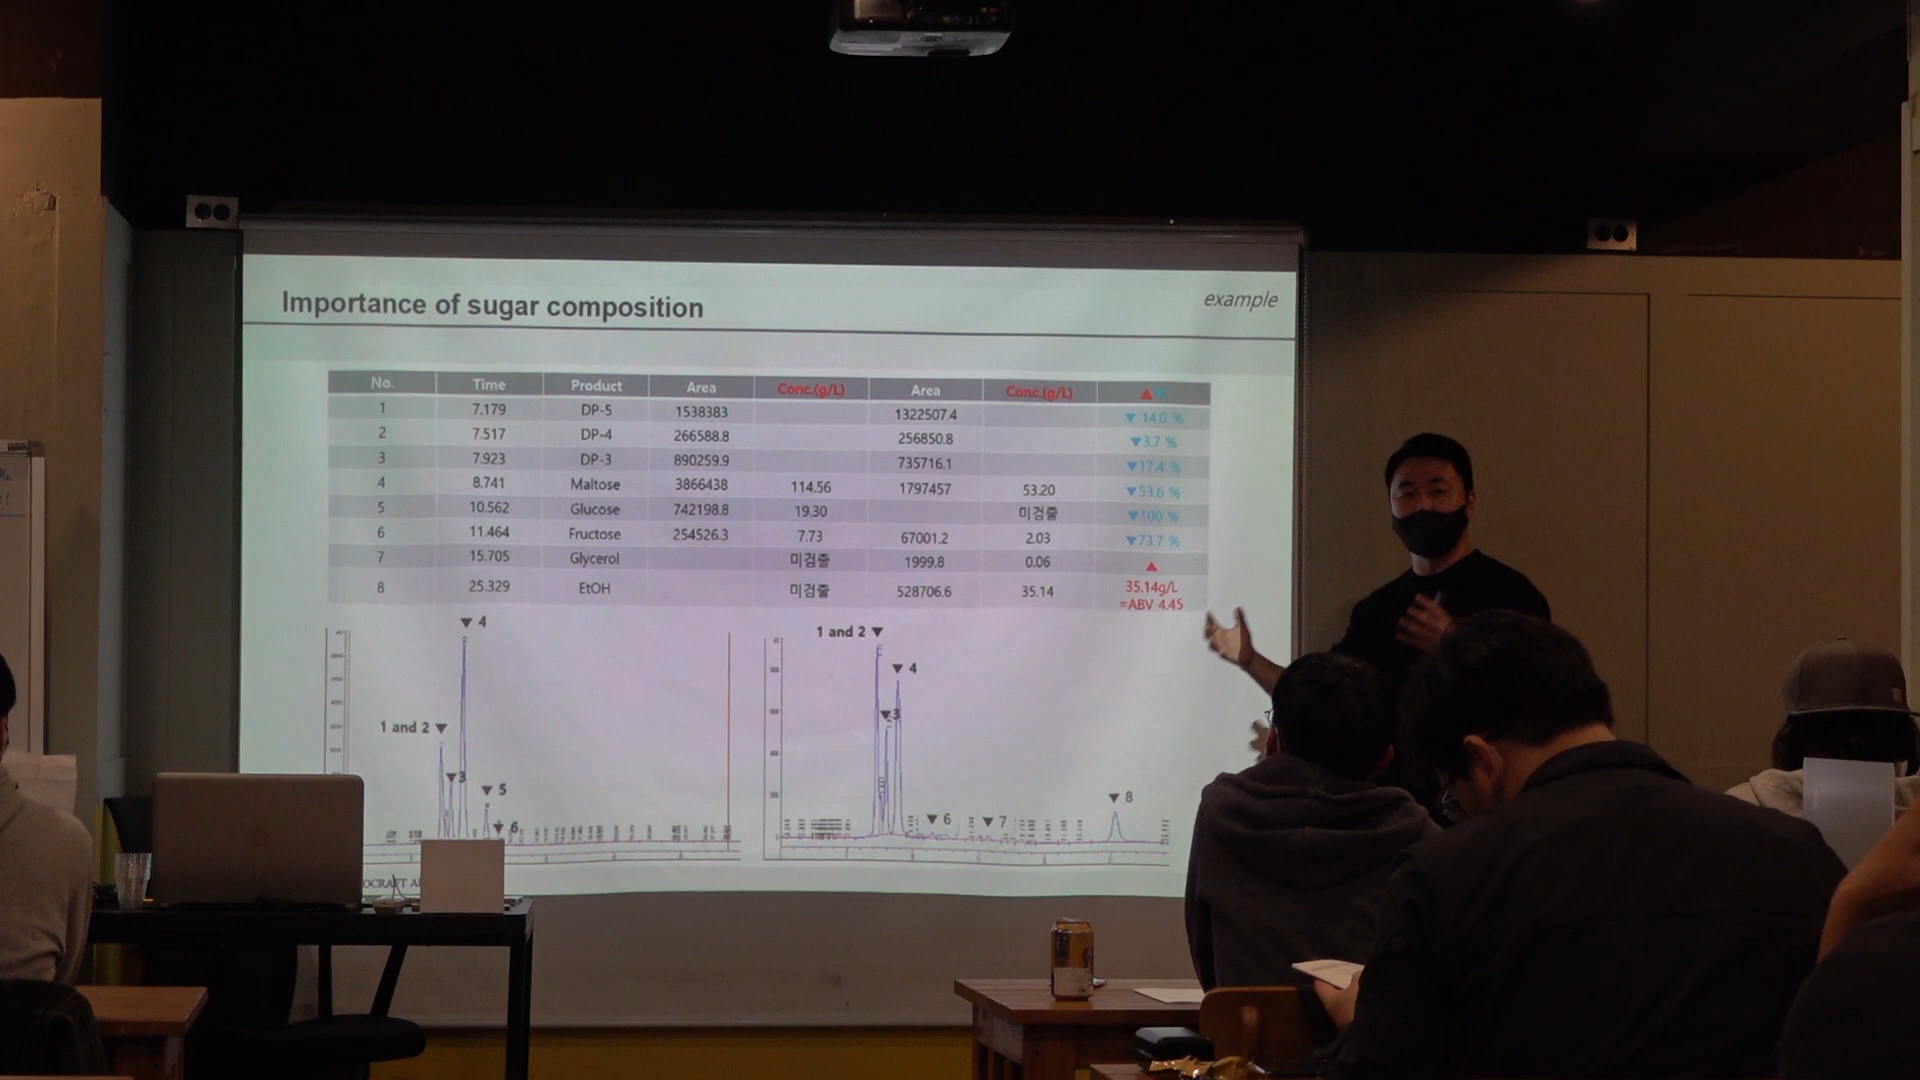 Importance of sugar composition
example
No. Time Product Area Conc.(g/L) Area Conc.(g/L) ▲▼
1 7.179 DP-5 1538383 1322507.4 ▼ 14.0 %
2 7.517 DP-4 266588.8 256850.8 ▼3.7 %
3 7.923 DP-3 890259.9 735716.1 ▼17.4 %
4 8.741 Maltose 3866438 114.56 1797457 53.20 ▼53.6 %
5 10.562 Glucose 742198.8 19.30 미검출 ▼100 %
6 11.464 Fructose 254526.3 7.73 67001.2 2.03 ▼73.7 %
7 15.705 Glycerol 미검출 1999.8 0.06 ▲
8 25.329 EtOH 미검출 528706.6 35.14 35.14g/L
=ABV 4.45
▼ 4
1 and 2 ▼
▼3
▼ 5
▼ 6
1 and 2 ▼
▼ 4
▼3
▼ 6
▼ 7
▼ 8